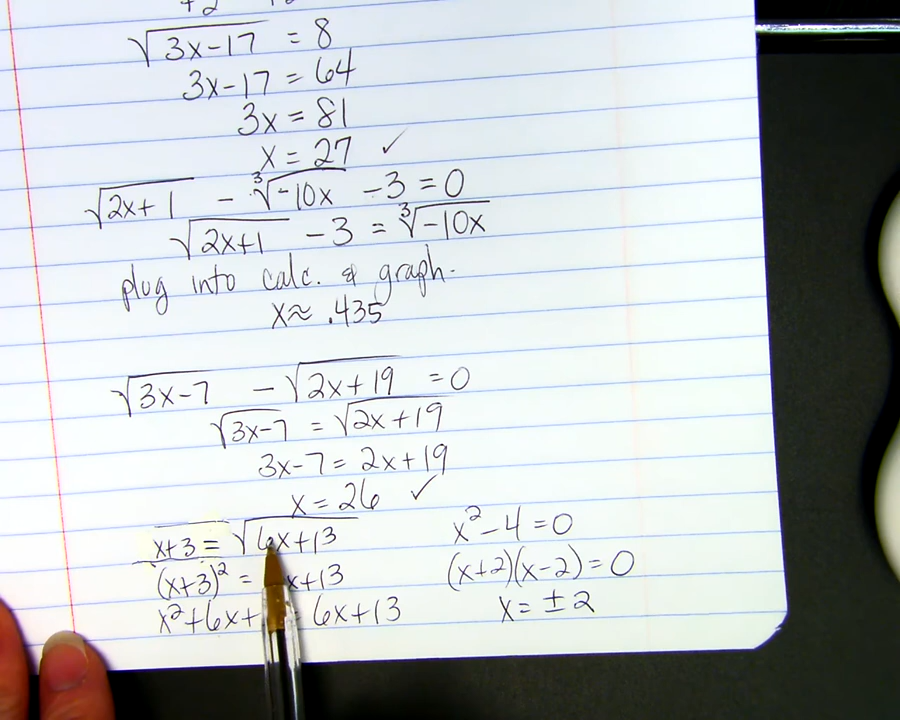 √3x-17 = 8
3x-17 = 64
3x = 81
x = 27 ✓
√2x+1 - ∛-10x - 3 = 0
√2x+1 - 3 = ∛-10x
plug into calc. & graph.
x ≈ .435
√3x-7 - √2x+19 = 0
√3x-7 = √2x+19
3x-7 = 2x+19
x = 26 ✓
x+3 = √6x+13
(x+3)² = x+13
x²+6x+ = 6x+13
x²-4=0
(x+2)(x-2)=0
x = ±2